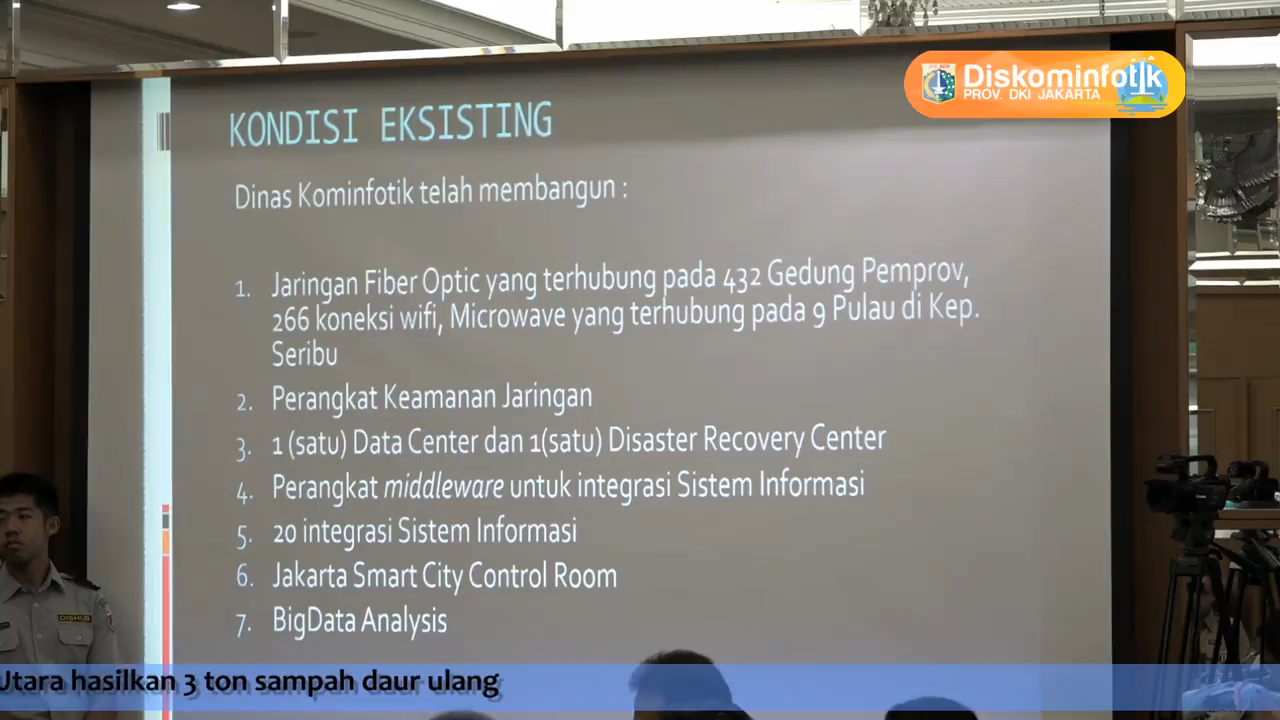 Diskominfotik
PROV. DKI JAKARTA
KONDISI EKSISTING
Dinas Kominfotik telah membangun :
1. Jaringan Fiber Optic yang terhubung pada 432 Gedung Pemprov,
266 koneksi wifi, Microwave yang terhubung pada 9 Pulau di Kep.
Seribu
2. Perangkat Keamanan Jaringan
3. 1 (satu) Data Center dan 1(satu) Disaster Recovery Center
4. Perangkat middleware untuk integrasi Sistem Informasi
5. 20 integrasi Sistem Informasi
6. Jakarta Smart City Control Room
7. BigData Analysis
DISHUB
Utara hasilkan 3 ton sampah daur ulang